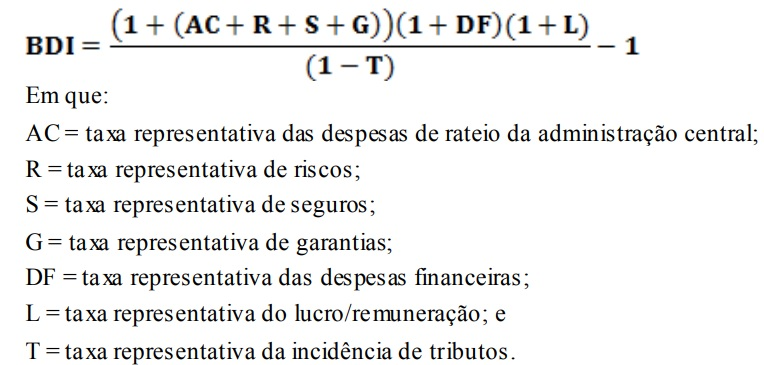 BDI = (1 + (AC + R + S + G))(1 + DF)(1 + L) / (1 − T) − 1
Em que:
AC = taxa representativa das despesas de rateio da administração central;
R = taxa representativa de riscos;
S = taxa representativa de seguros;
G = taxa representativa de garantias;
DF = taxa representativa das despesas financeiras;
L = taxa representativa do lucro/remuneração; e
T = taxa representativa da incidência de tributos.